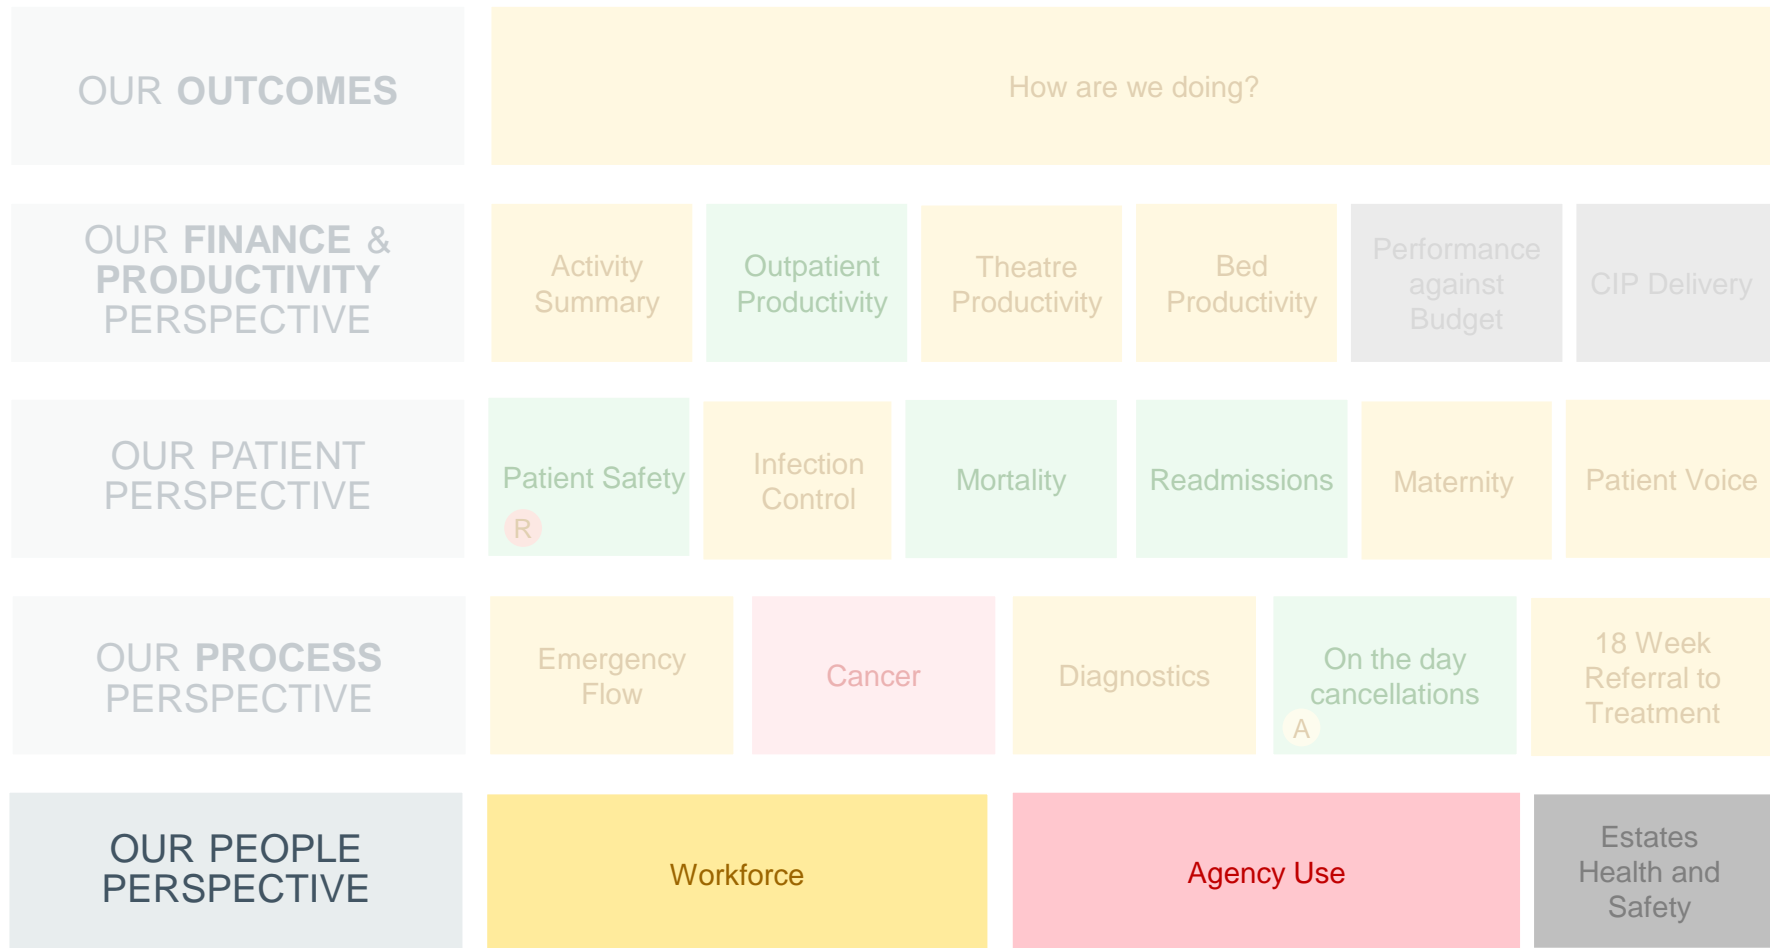 OUR OUTCOMES
How are we doing?
OUR FINANCE &
PRODUCTIVITY
PERSPECTIVE
Activity
Summary
Outpatient
Productivity
Theatre
Productivity
Bed
Productivity
Performance
against
Budget
CIP Delivery
OUR PATIENT
PERSPECTIVE
Patient Safety
R
Infection
Control
Mortality
Readmissions
Maternity
Patient Voice
OUR PROCESS
PERSPECTIVE
Emergency
Flow
Cancer
Diagnostics
On the day
cancellations
A
18 Week
Referral to
Treatment
OUR PEOPLE
PERSPECTIVE
Workforce
Agency Use
Estates
Health and
Safety